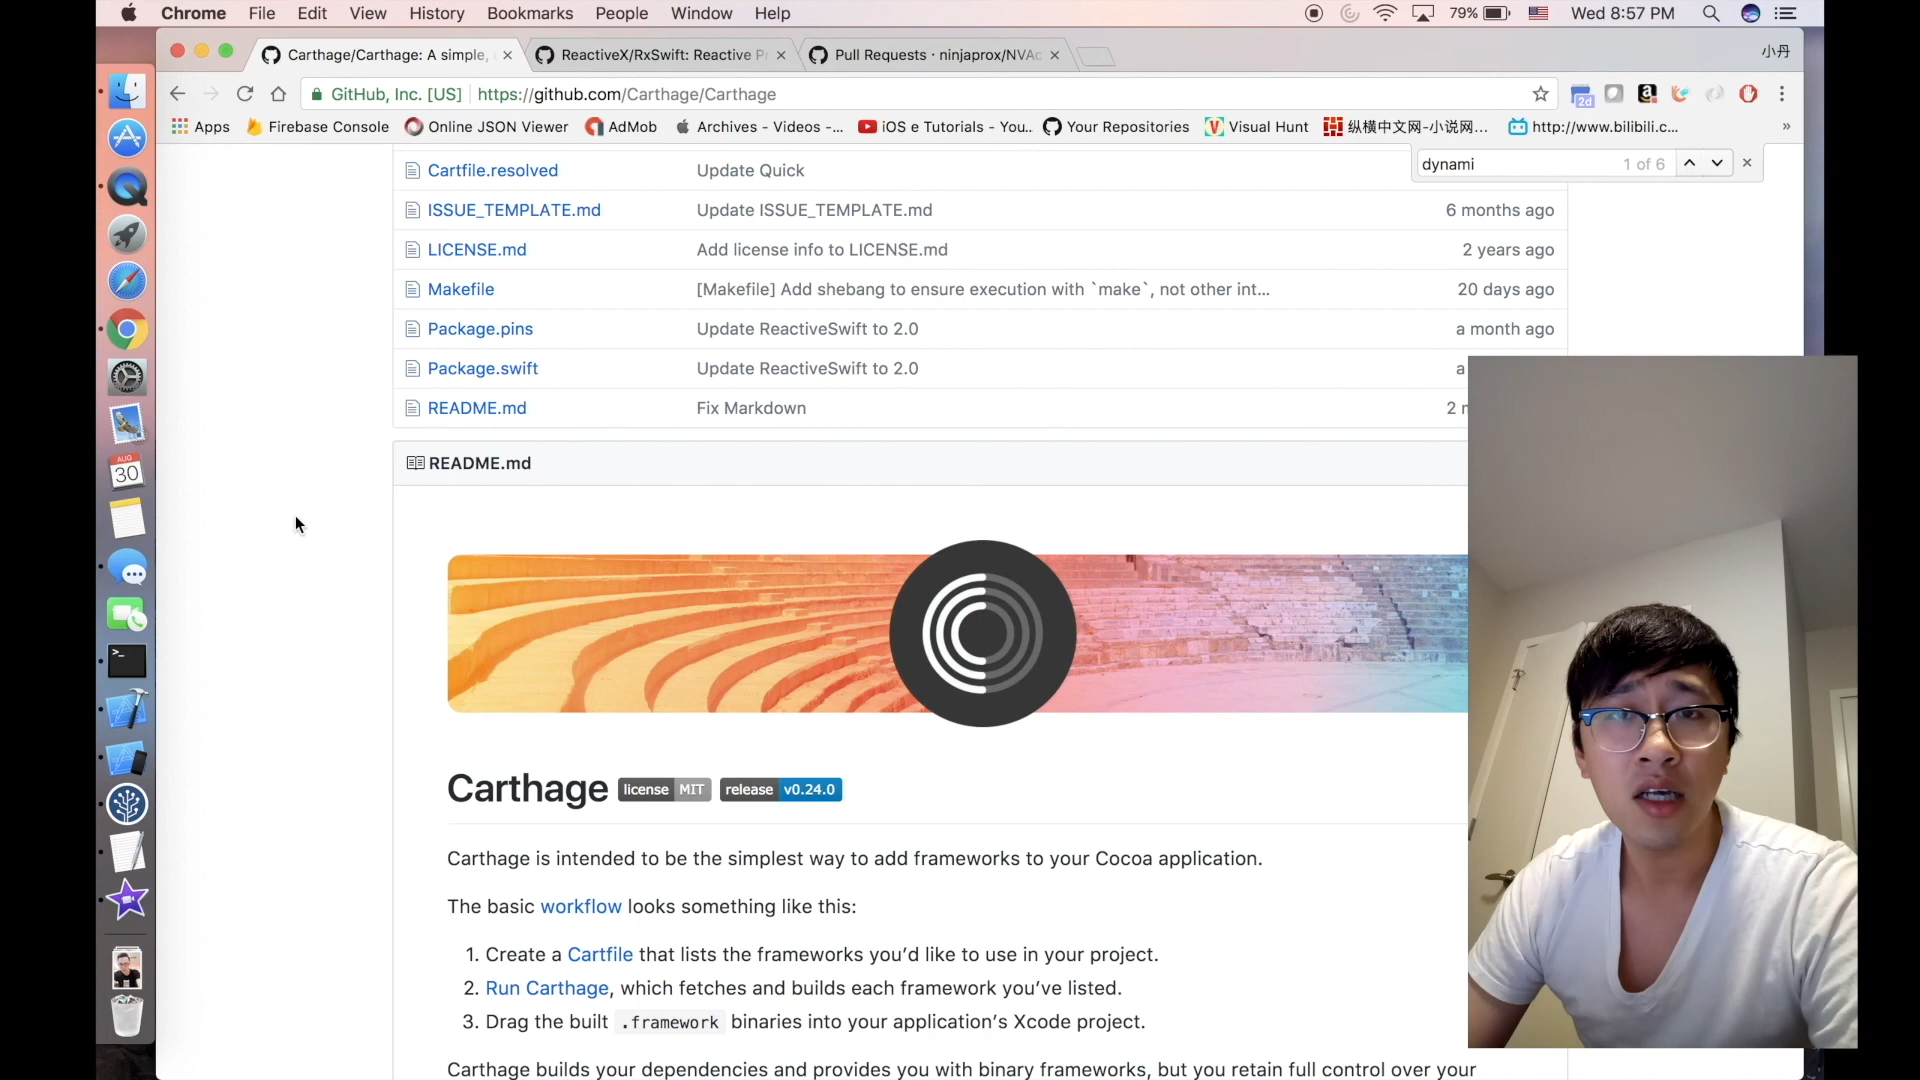 Chrome File Edit View History Bookmarks People Window Help 79% Wed 8:57 PM
Carthage/Carthage: A simple, ReactiveX/RxSwift: Reactive P Pull Requests · ninjaprox/NVAc 小丹
GitHub, Inc. [US] https://github.com/Carthage/Carthage 2d
Apps Firebase Console Online JSON Viewer AdMob Archives - Videos -... iOS e Tutorials - You... Your Repositories Visual Hunt 纵横中文网-小说网... http://www.bilibili.c... »
dynami 1 of 6
Cartfile.resolved Update Quick
ISSUE_TEMPLATE.md Update ISSUE_TEMPLATE.md 6 months ago
LICENSE.md Add license info to LICENSE.md 2 years ago
Makefile [Makefile] Add shebang to ensure execution with `make`, not other int... 20 days ago
Package.pins Update ReactiveSwift to 2.0 a month ago
Package.swift Update ReactiveSwift to 2.0 a
README.md Fix Markdown 2 m
AUG
30
README.md
Carthage license MIT release v0.24.0
Carthage is intended to be the simplest way to add frameworks to your Cocoa application.
The basic workflow looks something like this:
1. Create a Cartfile that lists the frameworks you’d like to use in your project.
2. Run Carthage, which fetches and builds each framework you’ve listed.
3. Drag the built .framework binaries into your application’s Xcode project.
Carthage builds your dependencies and provides you with binary frameworks, but you retain full control over your